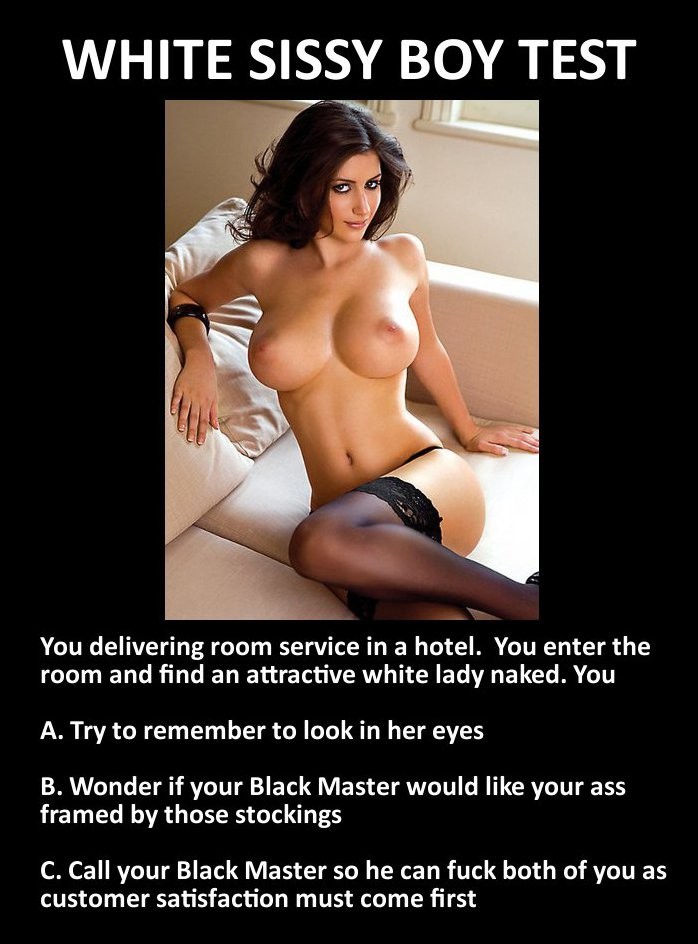 WHITE SISSY BOY TEST
You delivering room service in a hotel.  You enter the
room and find an attractive white lady naked. You
A. Try to remember to look in her eyes
B. Wonder if your Black Master would like your ass
framed by those stockings
C. Call your Black Master so he can fuck both of you as
customer satisfaction must come first